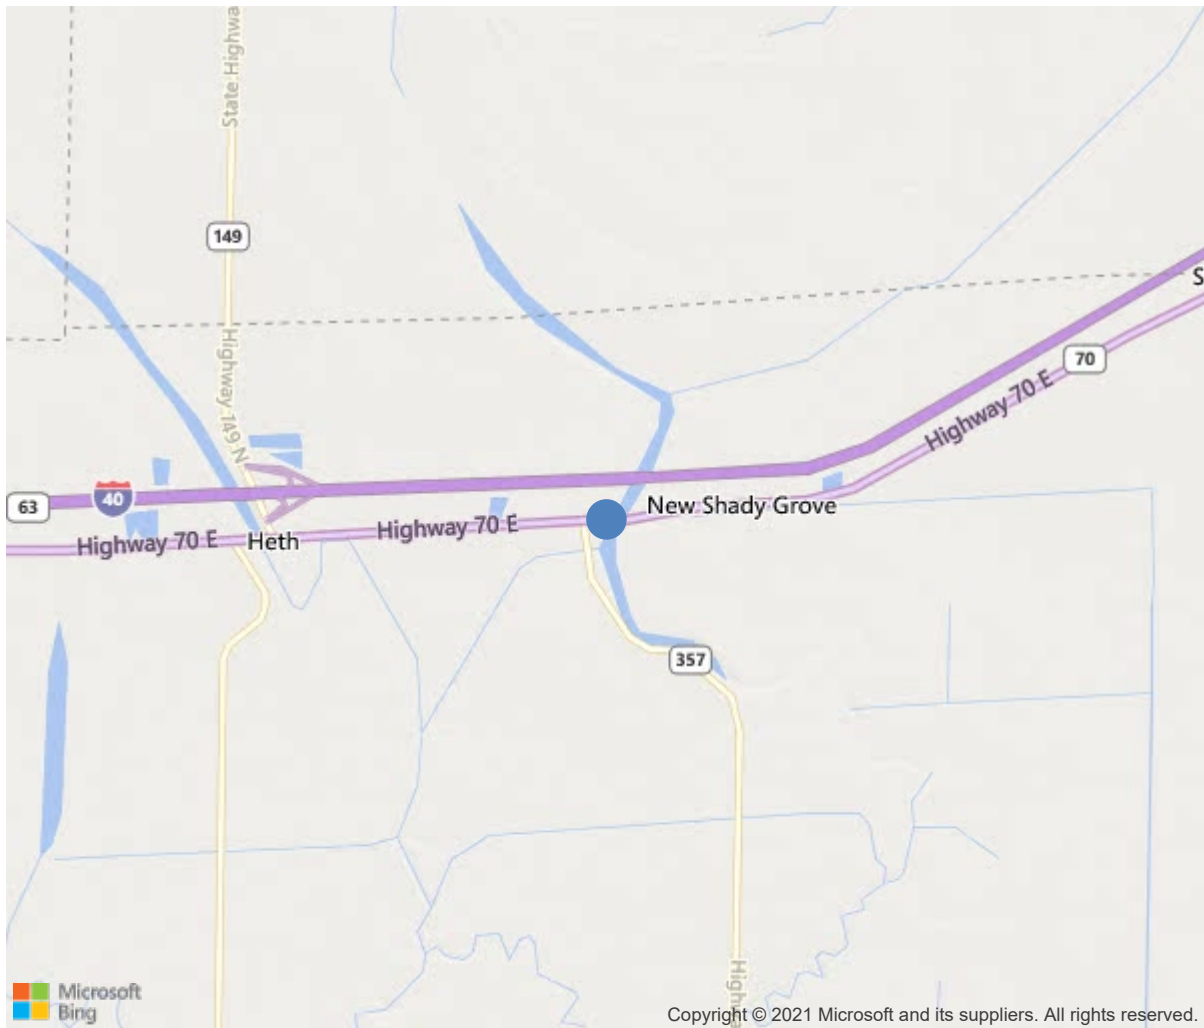 State Highwa
149
Highway 149 N
S
70
Highway 70 E
63
40
New Shady Grove
Highway 70 E
Highway 70 E
Heth
357
Highwa
Microsoft
Bing
Copyright © 2021 Microsoft and its suppliers. All rights reserved.